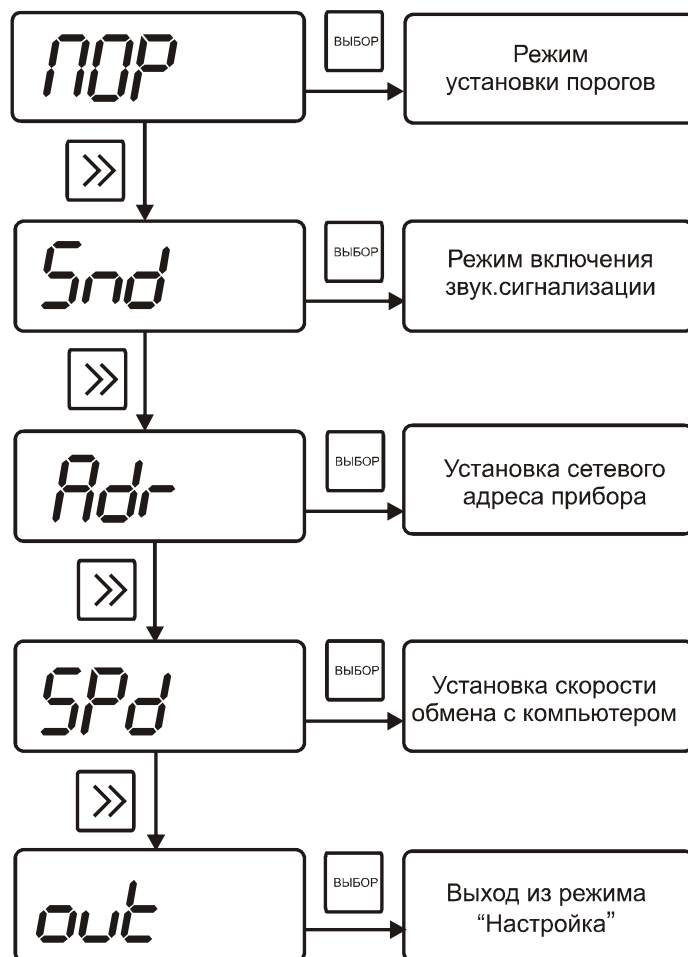 ПОР
ВЫБОР
Режим
установки порогов
>>
Snd
ВЫБОР
Режим включения
звук.сигнализации
>>
Adr
ВЫБОР
Установка сетевого
адреса прибора
>>
SPd
ВЫБОР
Установка скорости
обмена с компьютером
>>
out
ВЫБОР
Выход из режима
“Настройка”